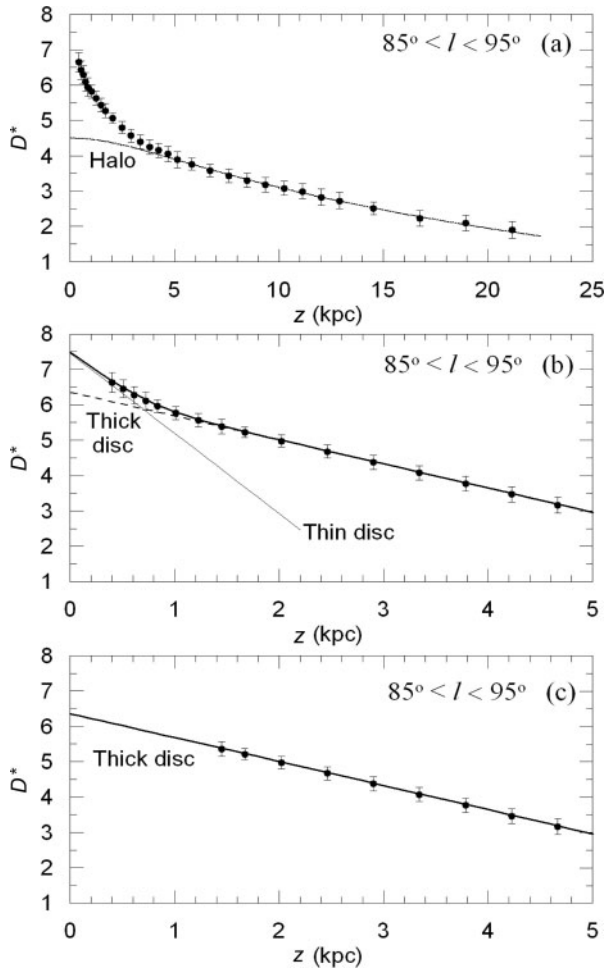 8
85° < l < 95° (a)
7
6
5
D*
4
Halo
3
2
1
0 5 10 15 20 25
z (kpc)
8
85° < l < 95° (b)
7
6
Thick
disc
5
D*
4
3
Thin disc
2
1
0 1 2 3 4 5
z (kpc)
8
85° < l < 95° (c)
7
6
Thick disc
5
D*
4
3
2
1
0 1 2 3 4 5
z (kpc)